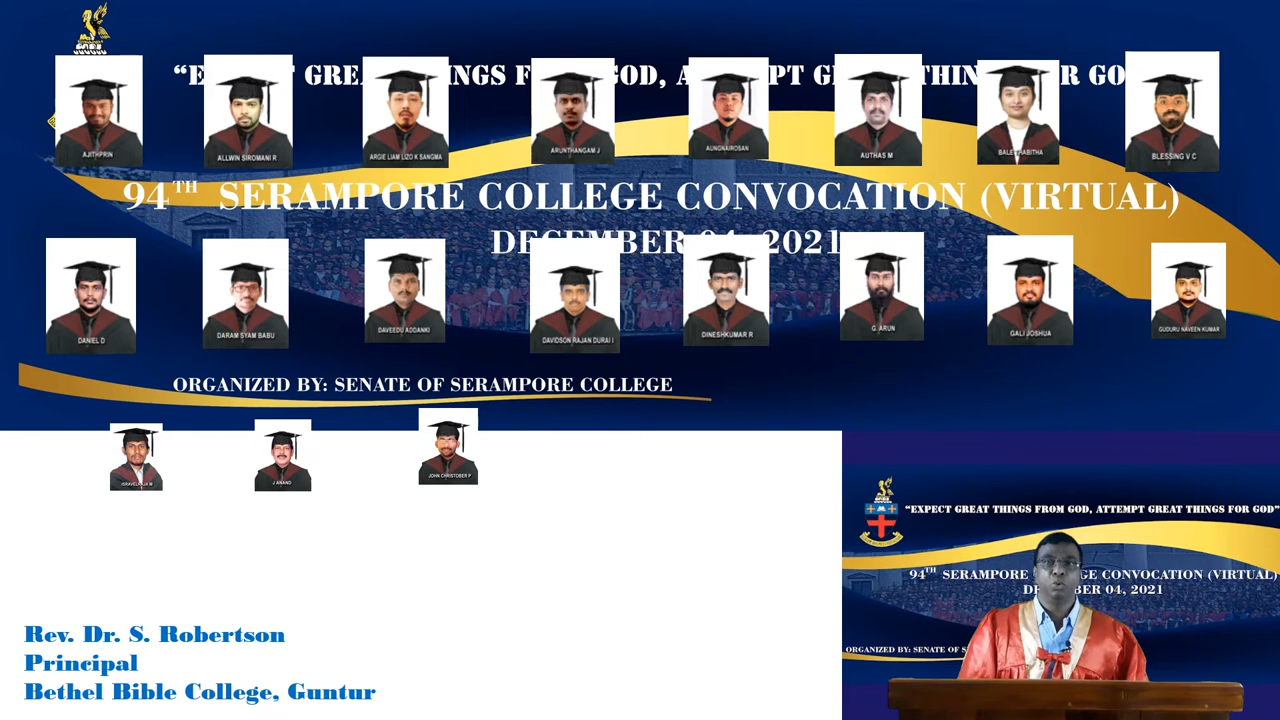 “EXPECT GREAT THINGS FROM GOD, ATTEMPT GREAT THINGS FOR GOD”
AJITHPRIN
ALLWIN SIROMANI R
ARGIE LIAM LIZO K SANGMA
ARUNTHANGAM J
AUNGNAIROSAN
AUTHAS M
BLESSING V C
94TH SERAMPORE COLLEGE CONVOCATION (VIRTUAL)
DECEMBER 04, 2021
DANIEL D
DARAM SYAM BABU
DAVEEDU ADDANKI
DAVIDSON RAJAN DURAI I
DINESHKUMAR R
G. ARUN
GALI JOSHUA
GUDURU NAVEEN KUMAR
ORGANIZED BY: SENATE OF SERAMPORE COLLEGE
J ANAND
JOHN CHRISTOBER P
“EXPECT GREAT THINGS FROM GOD, ATTEMPT GREAT THINGS FOR GOD”
94TH SERAMPORE GE CONVOCATION (VIRTUAL)
DE BER 04, 2021
ORGANIZED BY: SENATE OF S
Rev. Dr. S. Robertson
Principal
Bethel Bible College, Guntur